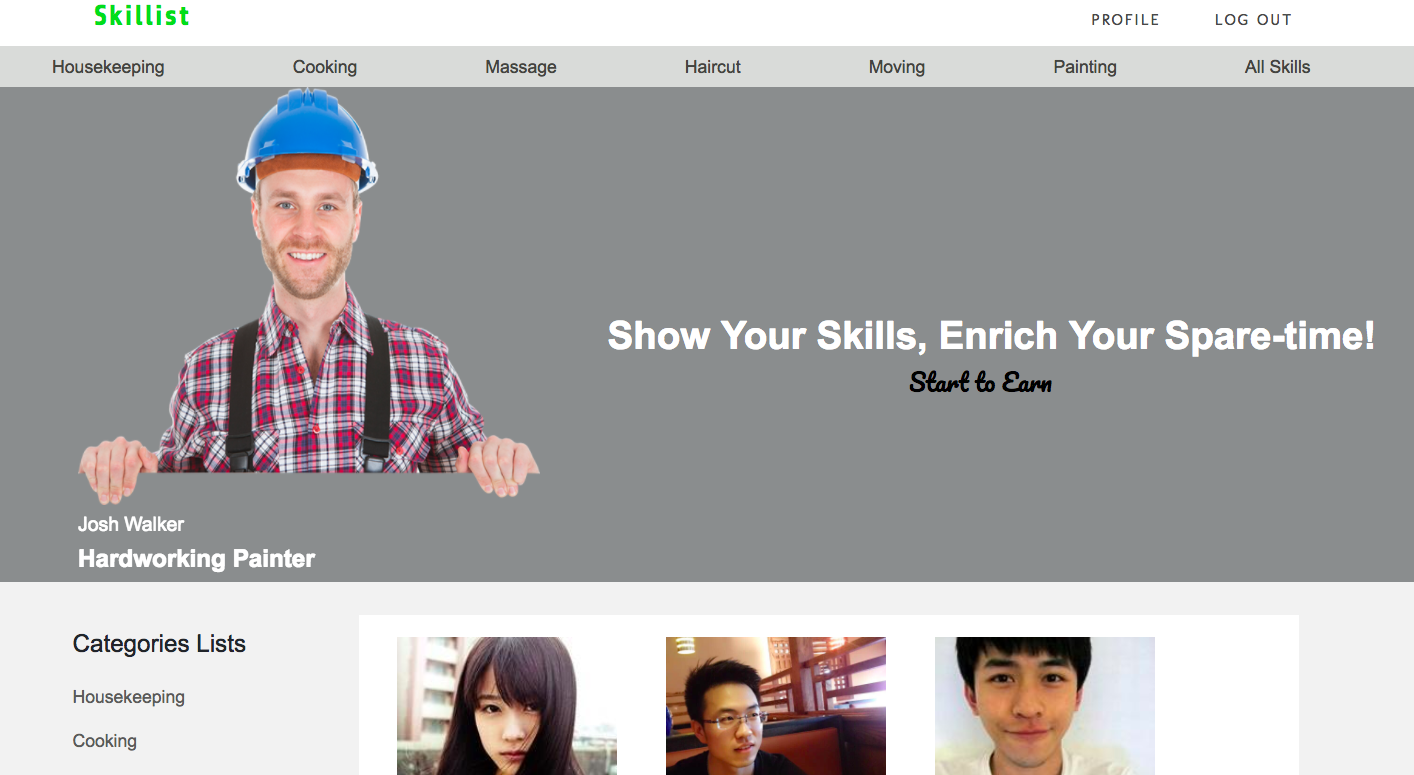 Skillist
PROFILE LOG OUT
Housekeeping Cooking Massage Haircut Moving Painting All Skills
Show Your Skills, Enrich Your Spare-time!
Start to Earn
Josh Walker
Hardworking Painter
Categories Lists
Housekeeping
Cooking